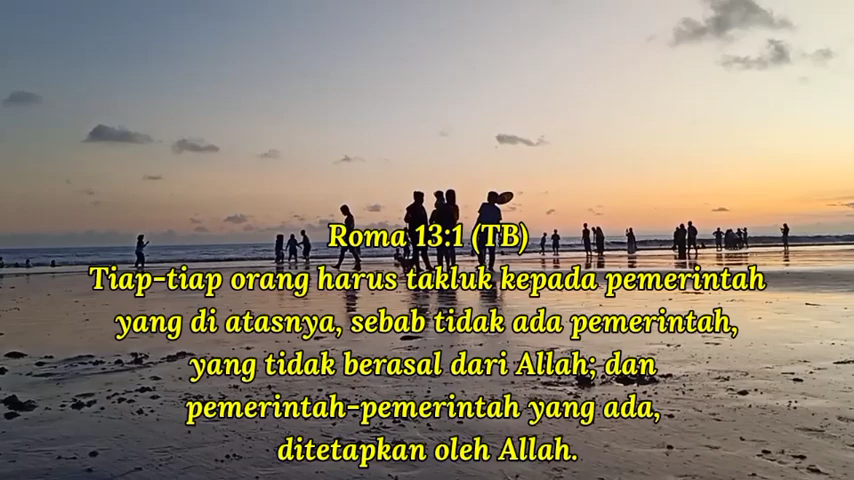 Roma 13:1 (TB)
Tiap-tiap orang harus takluk kepada pemerintah
yang di atasnya, sebab tidak ada pemerintah,
yang tidak berasal dari Allah; dan
pemerintah-pemerintah yang ada,
ditetapkan oleh Allah.